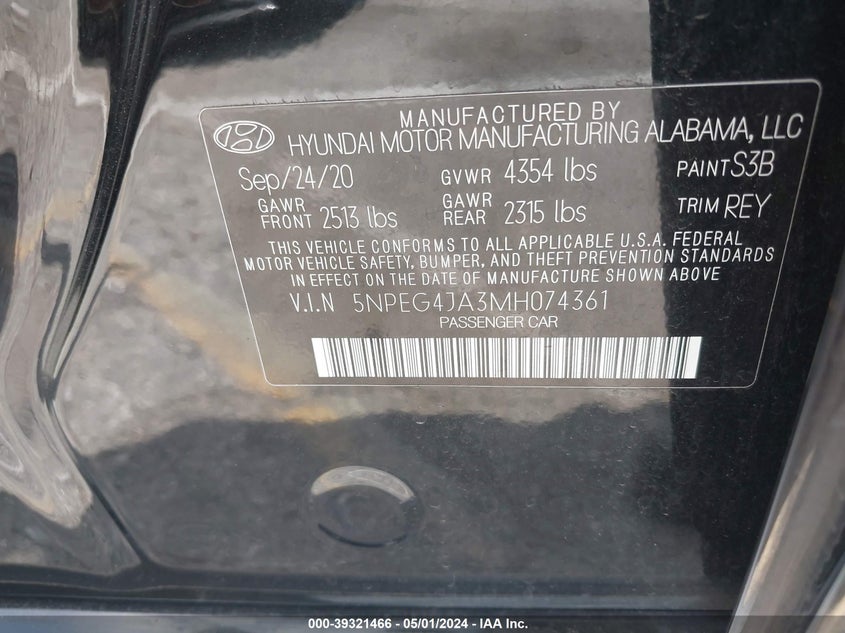 MANUFACTURED BY
HYUNDAI MOTOR MANUFACTURING ALABAMA, LLC
Sep/24/20 GVWR 4354 lbs PAINT S3B
GAWR FRONT 2513 lbs GAWR REAR 2315 lbs TRIM REY
THIS VEHICLE CONFORMS TO ALL APPLICABLE U.S.A. FEDERAL
MOTOR VEHICLE SAFETY, BUMPER, AND THEFT PREVENTION STANDARDS
IN EFFECT ON THE DATE OF MANUFACTURE SHOWN ABOVE
V.I.N 5NPEG4JA3MH074361
PASSENGER CAR
000-39321466 - 05/01/2024 - IAA Inc.